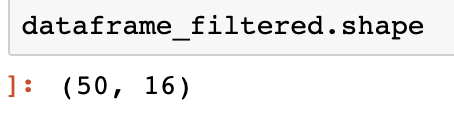 dataframe_filtered.shape
]: (50, 16)